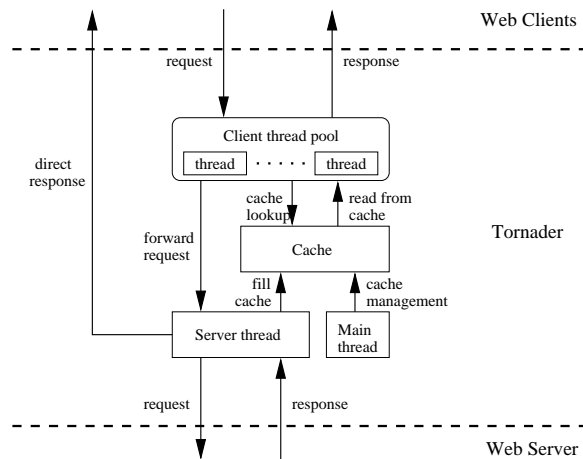 Web Clients
request
response
Client thread pool
thread
. . . . .
thread
direct
response
cache
lookup
read from
cache
forward
request
Cache
Tornader
fill
cache
cache
management
Server thread
Main
thread
request
response
Web Server